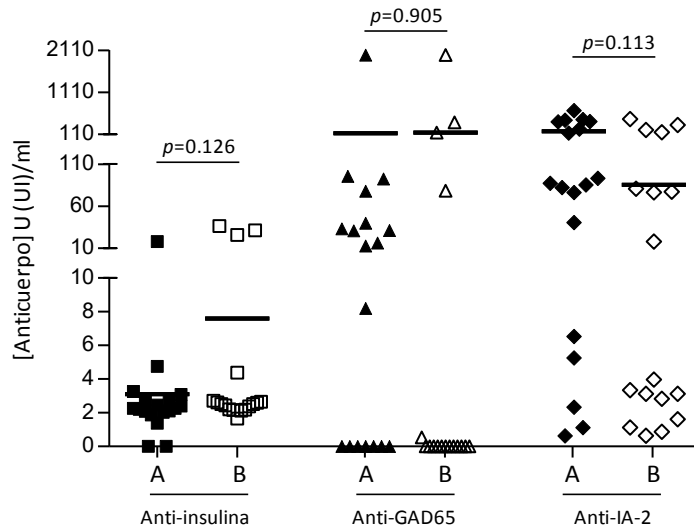 p=0.905
p=0.113
p=0.126
[Anticuerpo] U (UI)/ml
2110
1110
110
60
10
10
8
6
4
2
0
A B A B A B
Anti-insulina Anti-GAD65 Anti-IA-2